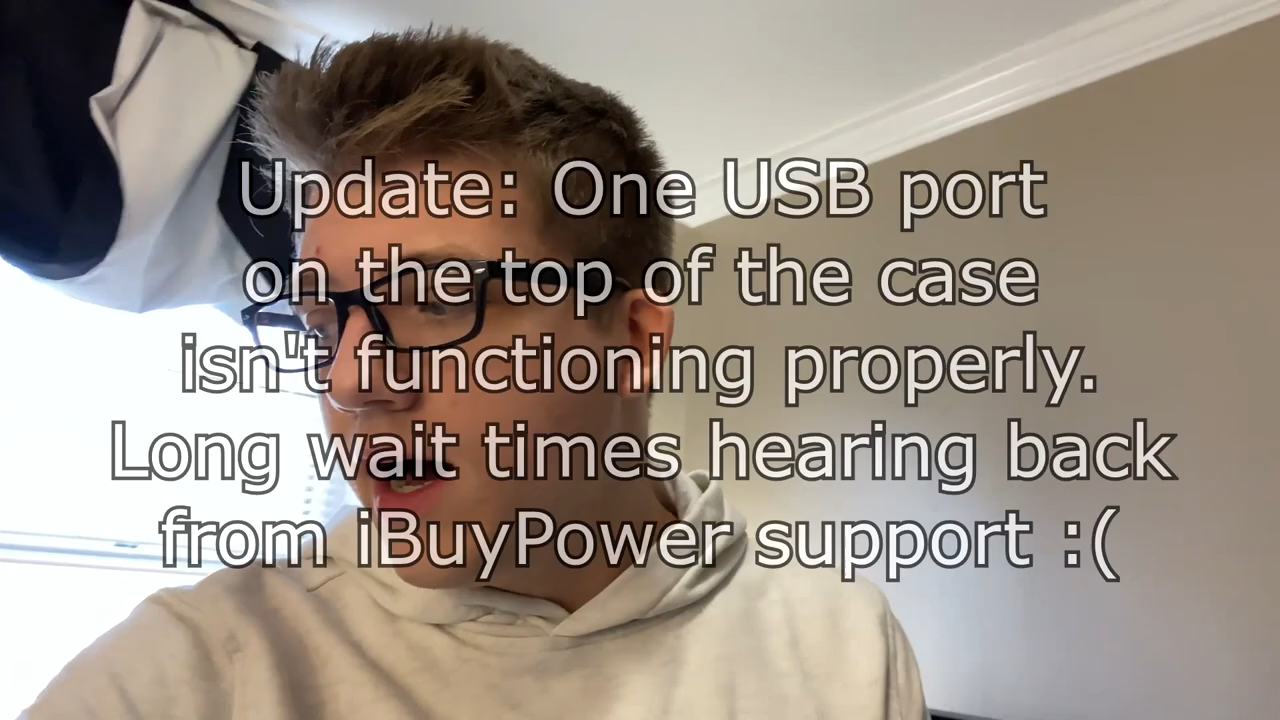 Update: One USB port
on the top of the case
isn't functioning properly.
Long wait times hearing back
from iBuyPower support :(